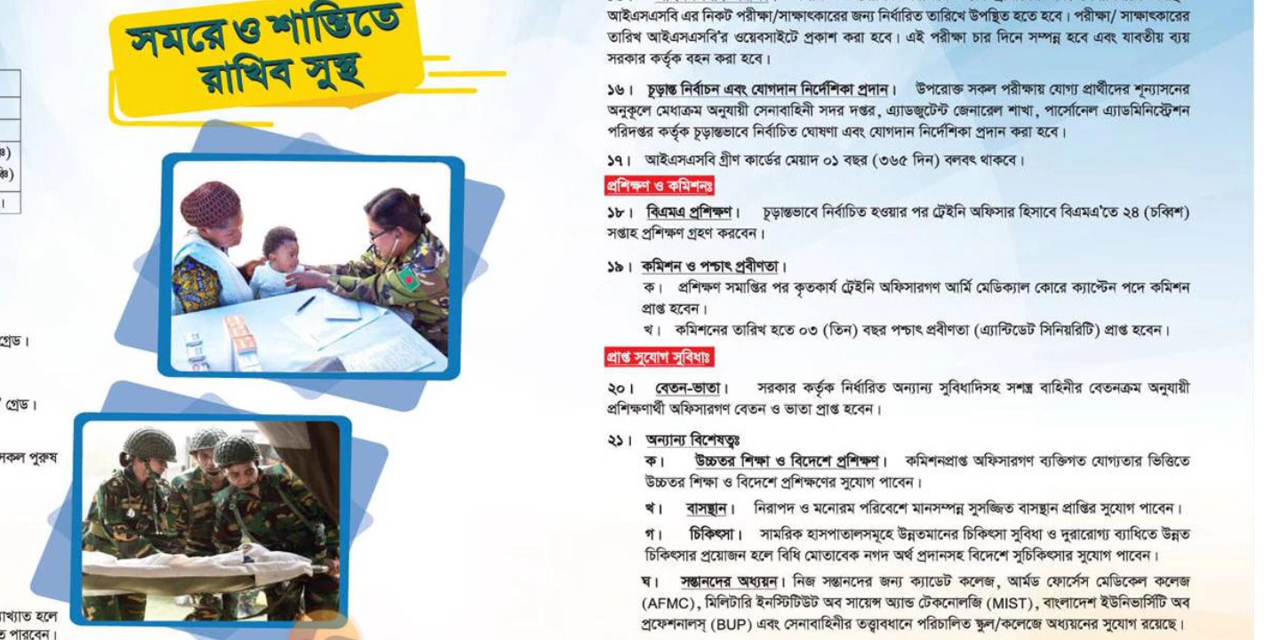 সমরে ও শান্তিতে
রাখিব সুস্থ
ঞ্চি)
ঞ্চি)
।
গ্রেড।
' গ্রেড।
সকল পুরুষ
্যাখ্যাত হলে
ত পারবেন।
আইএসএসবি এর নিকট পরীক্ষা/সাক্ষাৎকারের জন্য নির্ধারিত তারিখে উপস্থিত হতে হবে। পরীক্ষা/ সাক্ষাৎকারের
তারিখ আইএসএসবি'র ওয়েবসাইটে প্রকাশ করা হবে। এই পরীক্ষা চার দিনে সম্পন্ন হবে এবং যাবতীয় ব্যয়
সরকার কর্তৃক বহন করা হবে।
১৬। চূড়ান্ত নির্বাচন এবং যোগদান নির্দেশিকা প্রদান। উপরোক্ত সকল পরীক্ষায় যোগ্য প্রার্থীদের শূন্যাসনের
অনুকূলে মেধাক্রম অনুযায়ী সেনাবাহিনী সদর দপ্তর, এ্যাডজুটেন্ট জেনারেল শাখা, পার্সোনেল এ্যাডমিনিস্ট্রেশন
পরিদপ্তর কর্তৃক চূড়ান্তভাবে নির্বাচিত ঘোষণা এবং যোগদান নির্দেশিকা প্রদান করা হবে।
১৭। আইএসএসবি গ্রীণ কার্ডের মেয়াদ ০১ বছর (৩৬৫ দিন) বলবৎ থাকবে।
প্রশিক্ষণ ও কমিশনঃ
১৮। বিএমএ প্রশিক্ষণ। চূড়ান্তভাবে নির্বাচিত হওয়ার পর ট্রেইনি অফিসার হিসাবে বিএমএ'তে ২৪ (চব্বিশ)
সপ্তাহ প্রশিক্ষণ গ্রহণ করবেন।
১৯। কমিশন ও পশ্চাৎ প্রবীণতা।
ক। প্রশিক্ষণ সমাপ্তির পর কৃতকার্য ট্রেইনি অফিসারগণ আর্মি মেডিক্যাল কোরে ক্যাপ্টেন পদে কমিশন
প্রাপ্ত হবেন।
খ। কমিশনের তারিখ হতে ০৩ (তিন) বছর পশ্চাৎ প্রবীণতা (এ্যান্টিডেট সিনিয়রিটি) প্রাপ্ত হবেন।
প্রাপ্ত সুযোগ সুবিধাঃ
২০। বেতন-ভাতা। সরকার কর্তৃক নির্ধারিত অন্যান্য সুবিধাদিসহ সশস্ত্র বাহিনীর বেতনক্রম অনুযায়ী
প্রশিক্ষণার্থী অফিসারগণ বেতন ও ভাতা প্রাপ্ত হবেন।
২১। অন্যান্য বিশেষত্বঃ
ক। উচ্চতর শিক্ষা ও বিদেশে প্রশিক্ষণ। কমিশনপ্রাপ্ত অফিসারগণ ব্যক্তিগত যোগ্যতার ভিত্তিতে
উচ্চতর শিক্ষা ও বিদেশে প্রশিক্ষণের সুযোগ পাবেন।
খ। বাসস্থান। নিরাপদ ও মনোরম পরিবেশে মানসম্পন্ন সুসজ্জিত বাসস্থান প্রাপ্তির সুযোগ পাবেন।
গ। চিকিৎসা। সামরিক হাসপাতালসমূহে উন্নতমানের চিকিৎসা সুবিধা ও দুরারোগ্য ব্যাধিতে উন্নত
চিকিৎসার প্রয়োজন হলে বিধি মোতাবেক নগদ অর্থ প্রদানসহ বিদেশে সুচিকিৎসার সুযোগ পাবেন।
ঘ। সন্তানদের অধ্যয়ন। নিজ সন্তানদের জন্য ক্যাডেট কলেজ, আর্মড ফোর্সেস মেডিকেল কলেজ
(AFMC), মিলিটারি ইনস্টিটিউট অব সায়েন্স অ্যান্ড টেকনোলজি (MIST), বাংলাদেশ ইউনিভার্সিটি অব
প্রফেশনালস্ (BUP) এবং সেনাবাহিনীর তত্ত্বাবধানে পরিচালিত স্কুল/কলেজে অধ্যয়নের সুযোগ রয়েছে।